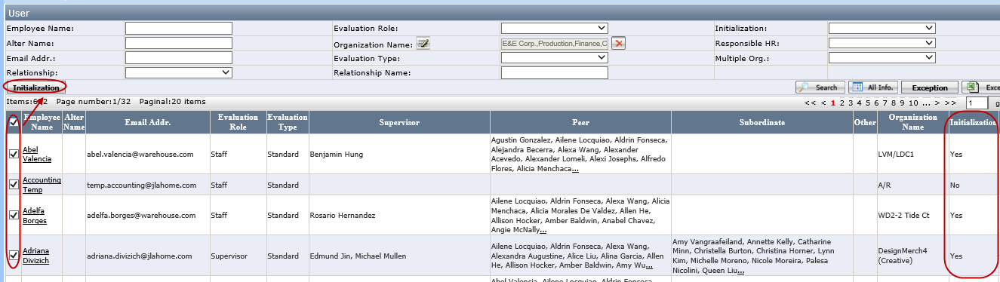 User
Employee Name: Evaluation Role: Initialization:
Alter Name: Organization Name: E&E Corp.,Production,Finance,C Responsible HR:
Email Addr.: Evaluation Type: Multiple Org.:
Relationship: Relationship Name:
Initialization Search All Info. Exception Exce
Items: Page number:1/32 Paginal:20 items << < 1 2 3 4 5 6 7 8 9 10 ... > >> 1 g
Employee Name Alter Name Email Addr. Evaluation Role Evaluation Type Supervisor Peer Subordinate Other Organization Name Initialization
Abel Valencia abel.valencia@warehouse.com Staff Standard Benjamin Hung
Agustin Gonzalez, Ailene Locquiao, Aldrin Fonseca,
Alejandra Becerra, Alexa Wang, Alexander
Acevedo, Alexander Lomeli, Alexi Josephs, Alfredo
Flores, Alicia Menchaca...
LVM/LDC1 Yes
Accounting Temp temp.accounting@jlahome.com Staff Standard A/R No
Adelfa Borges adelfa.borges@warehouse.com Staff Standard Rosario Hernandez
Ailene Locquiao, Aldrin Fonseca, Alexa Wang, Alicia
Menchaca, Alicia Morales De Valdez, Allen He,
Allison Hocker, Amber Baldwin, Anabel Chavez,
Angie McNally...
WD2-2 Tide Ct Yes
Adriana Divizich adriana.divizich@jlahome.com Supervisor Standard Edmund Jin, Michael Mullen
Ailene Locquiao, Aldrin Fonseca, Alexa Wang,
Alexandra Augustine, Alice Liu, Alina Garcia, Allen
He, Allison Hocker, Amber Baldwin, Amy Wu...
Amy Vangraafeiland, Annette Kelly, Catharine
Minn, Christella Burton, Christina Horner, Lynn
Kim, Michelle Moreno, Nicole Moreira, Palesa
Nicolini, Queen Liu...
DesignMerch4 (Creative) Yes
Abel Valencia, Ailene Locquiao, Aldrin Fonseca,